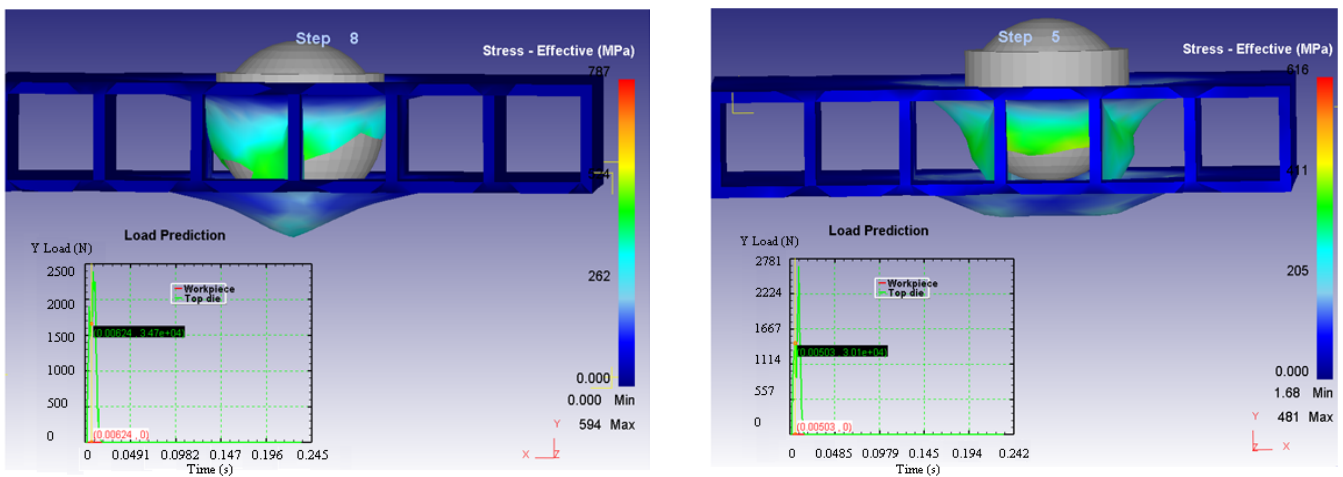 Step 8
Stress - Effective (MPa)
787
262
0.000
0.000 Min
594 Max
Load Prediction
Y Load (N)
2500
2000
1500
1000
500
0
Workpiece
Top die
(0.00624 , 3.47e+04)
(0.00624 , 0)
0 0.0491 0.0982 0.147 0.196 0.245
Time (s)
Y
X Z
Step 5
Stress - Effective (MPa)
616
411
205
0.000
1.68 Min
481 Max
Load Prediction
Y Load (N)
2781
2224
1667
1114
557
0
Workpiece
Top die
(0.00503 , 3.01e+04)
(0.00503 , 0)
0 0.0485 0.0979 0.145 0.194 0.242
Time (s)
Y
Z X